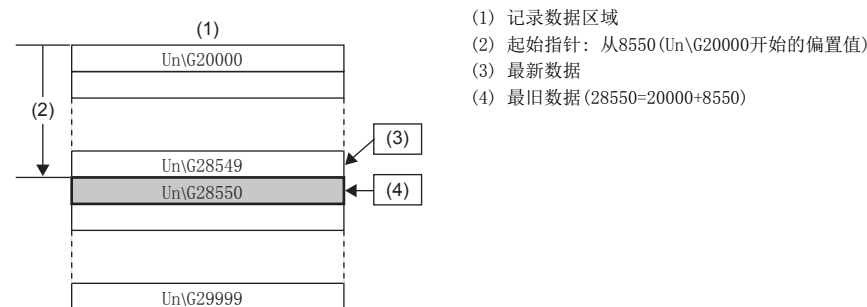 (1)
Un\G20000
(2)
(3)
Un\G28549
Un\G28550
(4)
Un\G29999
(1) 记录数据区域
(2) 起始指针: 从8550(Un\G20000开始的偏置值)
(3) 最新数据
(4) 最旧数据(28550=20000+8550)